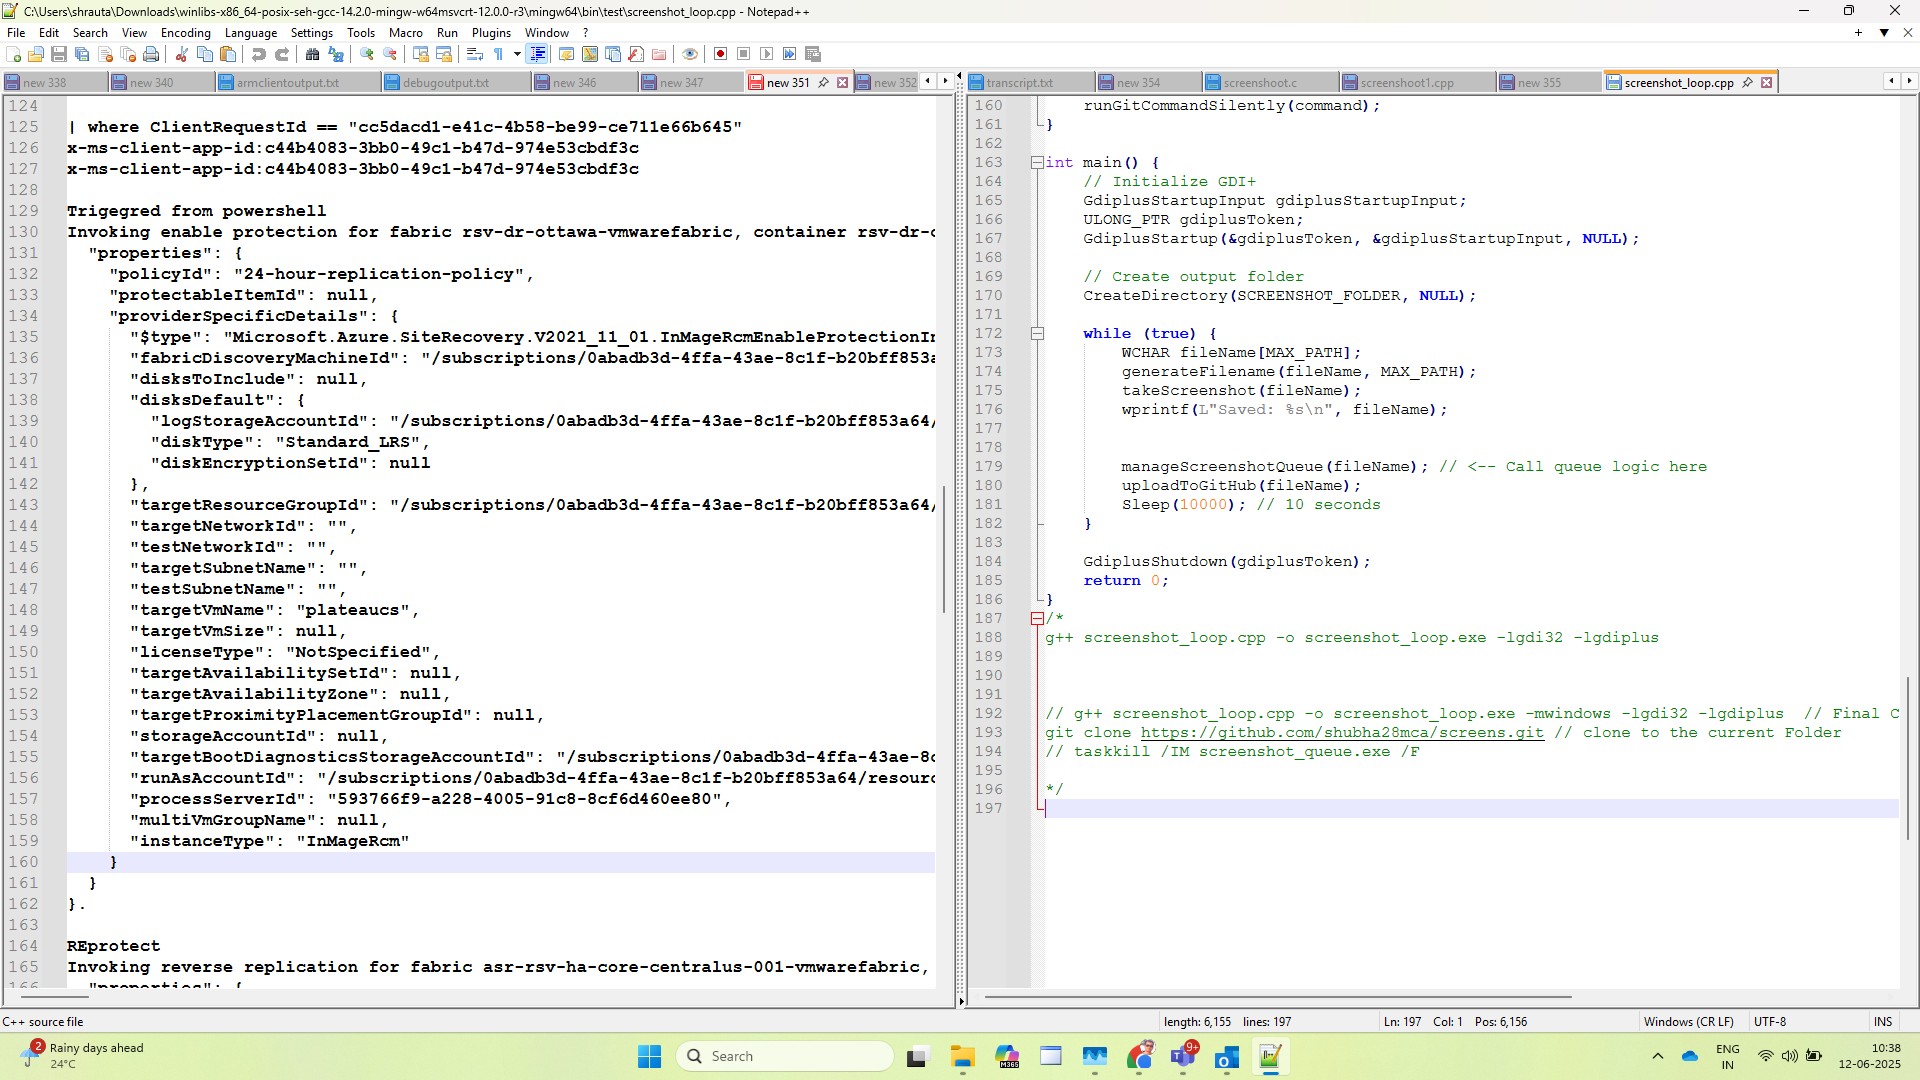 C:\Users\shrauta\Downloads\winlibs-x86_64-posix-seh-gcc-14.2.0-mingw-w64msvcrt-12.0.0-r3\mingw64\bin\test\screenshot_loop.cpp - Notepad++
File Edit Search View Encoding Language Settings Tools Macro Run Plugins Window ?
new 338 new 340 armclientoutput.txt debugoutput.txt new 346 new 347 new 351 new 352
124
125 | where ClientRequestId == "cc5dacd1-e41c-4b58-be99-ce711e66b645"
126 x-ms-client-app-id:c44b4083-3bb0-49c1-b47d-974e53cbdf3c
127 x-ms-client-app-id:c44b4083-3bb0-49c1-b47d-974e53cbdf3c
128
129 Trigegred from powershell
130 Invoking enable protection for fabric rsv-dr-ottawa-vmwarefabric, container rsv-dr-
131 "properties": {
132 "policyId": "24-hour-replication-policy",
133 "protectableItemId": null,
134 "providerSpecificDetails": {
135 "$type": "Microsoft.Azure.SiteRecovery.V2021_11_01.InMageRcmEnableProtectionI
136 "fabricDiscoveryMachineId": "/subscriptions/0abadb3d-4ffa-43ae-8c1f-b20bff853a
137 "disksToInclude": null,
138 "disksDefault": {
139 "logStorageAccountId": "/subscriptions/0abadb3d-4ffa-43ae-8c1f-b20bff853a64/
140 "diskType": "Standard_LRS",
141 "diskEncryptionSetId": null
142 },
143 "targetResourceGroupId": "/subscriptions/0abadb3d-4ffa-43ae-8c1f-b20bff853a64/
144 "targetNetworkId": "",
145 "testNetworkId": "",
146 "targetSubnetName": "",
147 "testSubnetName": "",
148 "targetVmName": "plateaucs",
149 "targetVmSize": null,
150 "licenseType": "NotSpecified",
151 "targetAvailabilitySetId": null,
152 "targetAvailabilityZone": null,
153 "targetProximityPlacementGroupId": null,
154 "storageAccountId": null,
155 "targetBootDiagnosticsStorageAccountId": "/subscriptions/0abadb3d-4ffa-43ae-8
156 "runAsAccountId": "/subscriptions/0abadb3d-4ffa-43ae-8c1f-b20bff853a64/resour
157 "processServerId": "593766f9-a228-4005-91c8-8cf6d460ee80",
158 "multiVmGroupName": null,
159 "instanceType": "InMageRcm"
160 }
161 }
162 }.
163
164 REprotect
165 Invoking reverse replication for fabric asr-rsv-ha-core-centralus-001-vmwarefabric,
166 "properties": {
transcript.txt new 354 screenshoot.c screenshoot1.cpp new 355 screenshot_loop.cpp
160 runGitCommandSilently(command);
161 }
162
163 int main() {
164 // Initialize GDI+
165 GdiplusStartupInput gdiplusStartupInput;
166 ULONG_PTR gdiplusToken;
167 GdiplusStartup(&gdiplusToken, &gdiplusStartupInput, NULL);
168
169 // Create output folder
170 CreateDirectory(SCREENSHOT_FOLDER, NULL);
171
172 while (true) {
173 WCHAR fileName[MAX_PATH];
174 generateFilename(fileName, MAX_PATH);
175 takeScreenshot(fileName);
176 wprintf(L"Saved: %s\n", fileName);
177
178
179 manageScreenshotQueue(fileName); // <-- Call queue logic here
180 uploadToGitHub(fileName);
181 Sleep(10000); // 10 seconds
182 }
183
184 GdiplusShutdown(gdiplusToken);
185 return 0;
186 }
187 /*
188 g++ screenshot_loop.cpp -o screenshot_loop.exe -lgdi32 -lgdiplus
189
190
191
192 // g++ screenshot_loop.cpp -o screenshot_loop.exe -mwindows -lgdi32 -lgdiplus // Final C
193 git clone https://github.com/shubha28mca/screens.git // clone to the current Folder
194 // taskkill /IM screenshot_queue.exe /F
195
196 */
197
C++ source file length: 6,155 lines: 197 Ln: 197 Col: 1 Pos: 6,156 Windows (CR LF) UTF-8 INS
2 Rainy days ahead
24°C
Search
M365
9+
ENG
IN
10:38
12-06-2025